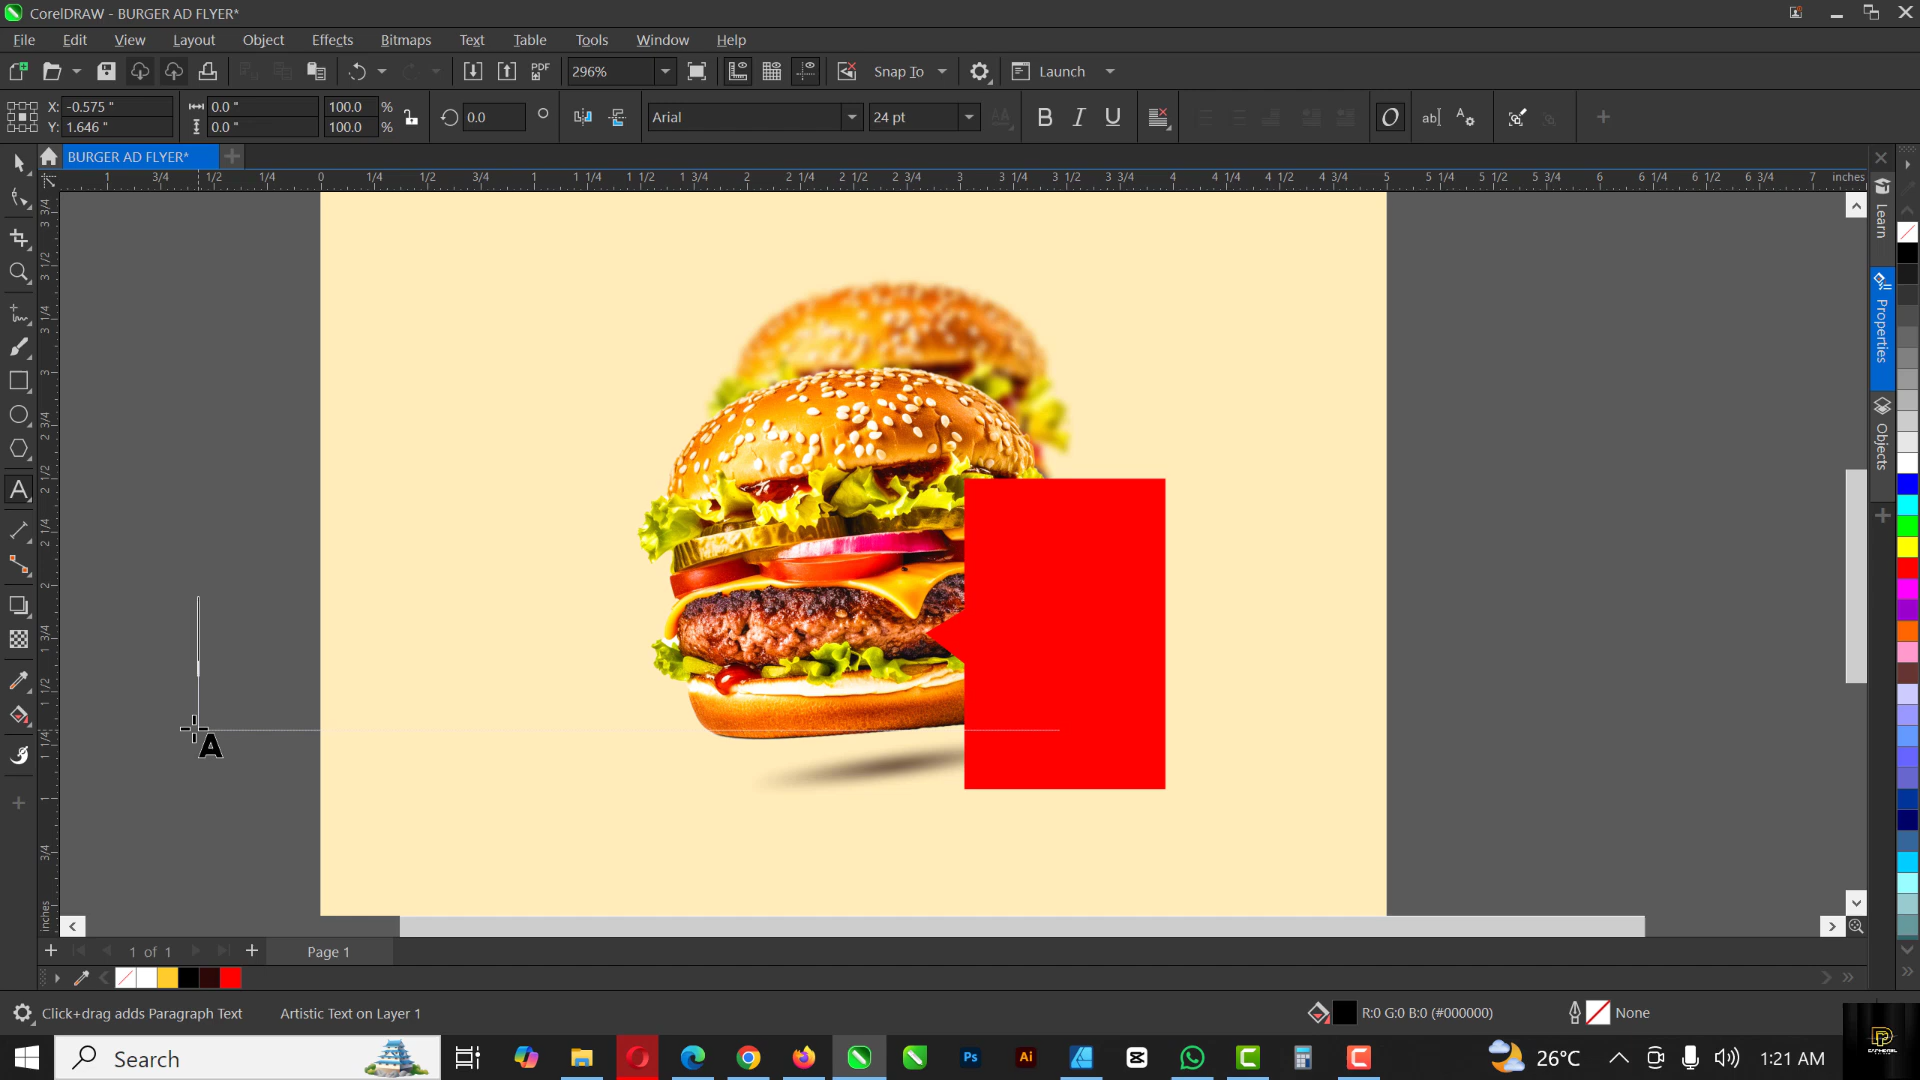 CorelDRAW - BURGER AD FLYER*
File Edit View Layout Object Effects Bitmaps Text Table Tools Window Help
PDF 296% Snap To Launch
X: -0.575 " 0.0 " 100.0 % 0.0 ° Arial 24 pt B I U O ab
Y: 1.646 " 0.0 " 100.0 %
BURGER AD FLYER*
1 3/4 1/2 1/4 0 1/4 1/2 3/4 1 1 1/4 1 1/2 1 3/4 2 2 1/4 2 1/2 2 3/4 3 3 1/4 3 1/2 3 3/4 4 4 1/4 4 1/2 4 3/4 5 5 1/4 5 1/2 5 3/4 6 6 1/4 6 1/2 6 3/4 7 inches
Learn
Properties
Objects
inches
1 of 1 Page 1
Click+drag adds Paragraph Text Artistic Text on Layer 1 R:0 G:0 B:0 (#000000) None
Search Ps Ai 26°C 1:21 AM